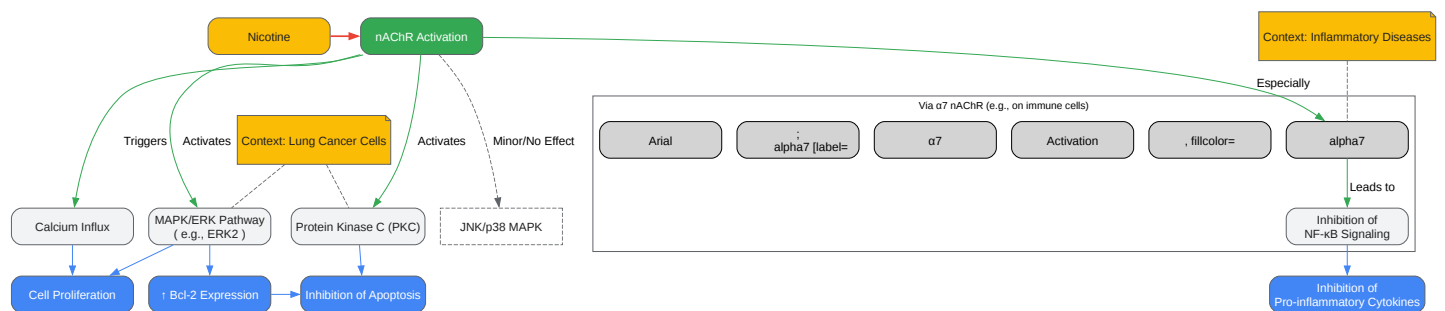 Nicotine
nAChR Activation
Context: Inflammatory Diseases
Especially
Via α7 nAChR (e.g., on immune cells)
Triggers
Activates
Context: Lung Cancer Cells
Activates
Minor/No Effect
Arial
;
alpha7 [label=
α7
Activation
, fillcolor=
alpha7
Leads to
Calcium Influx
MAPK/ERK Pathway
( e.g., ERK2 )
Protein Kinase C (PKC)
JNK/p38 MAPK
Inhibition of
NF-κB Signaling
Cell Proliferation
↑ Bcl-2 Expression
Inhibition of Apoptosis
Inhibition of
Pro-inflammatory Cytokines